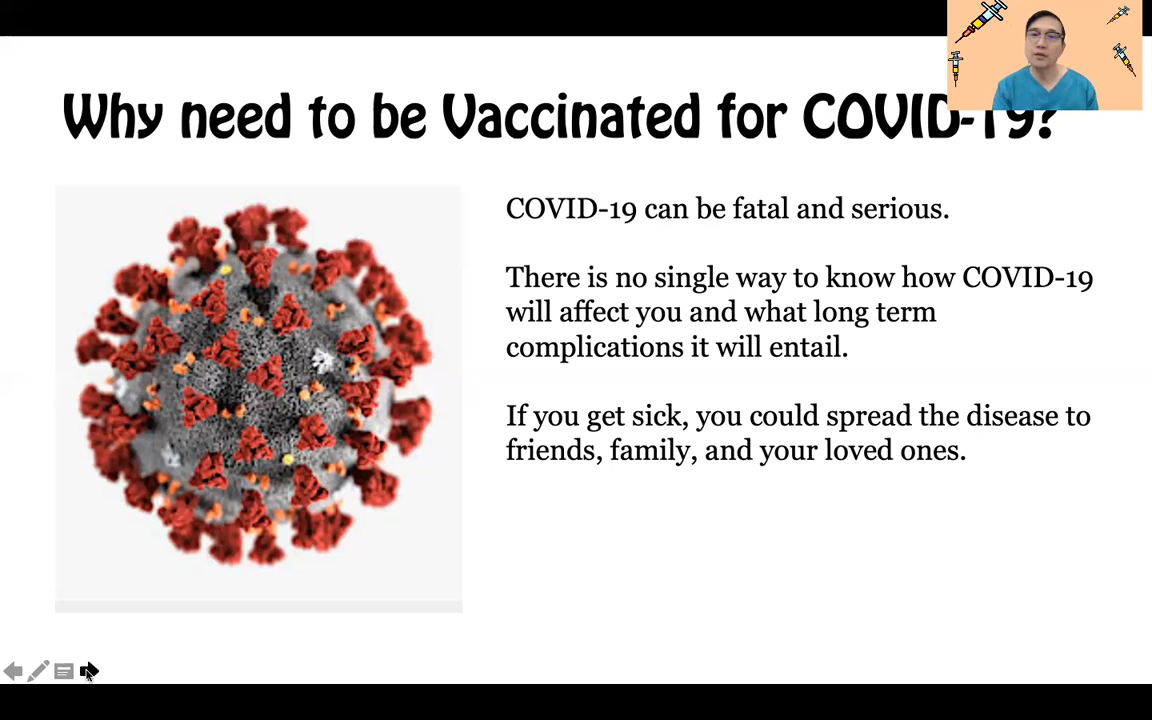 Why need to be Vaccinated for COVID-19?
COVID-19 can be fatal and serious.
There is no single way to know how COVID-19
will affect you and what long term
complications it will entail.
If you get sick, you could spread the disease to
friends, family, and your loved ones.